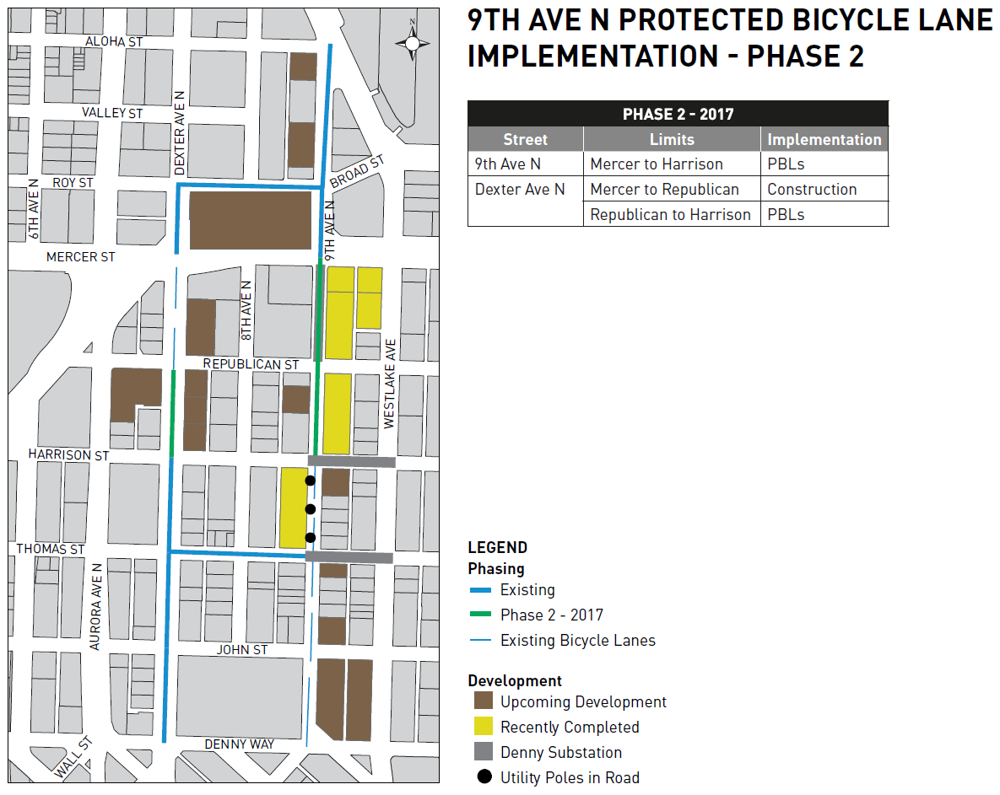 9TH AVE N PROTECTED BICYCLE LANE
IMPLEMENTATION - PHASE 2
PHASE 2 - 2017
Street Limits Implementation
9th Ave N Mercer to Harrison PBLs
Dexter Ave N Mercer to Republican Construction
Republican to Harrison PBLs
N
ALOHA ST
VALLEY ST
DEXTER AVE N
BROAD ST
ROY ST
6TH AVE N
9TH AVE N
MERCER ST
8TH AVE N
REPUBLICAN ST
WESTLAKE AVE
HARRISON ST
THOMAS ST
AURORA AVE N
JOHN ST
DENNY WAY
WALL ST
LEGEND
Phasing
Existing
Phase 2 - 2017
Existing Bicycle Lanes
Development
Upcoming Development
Recently Completed
Denny Substation
Utility Poles in Road